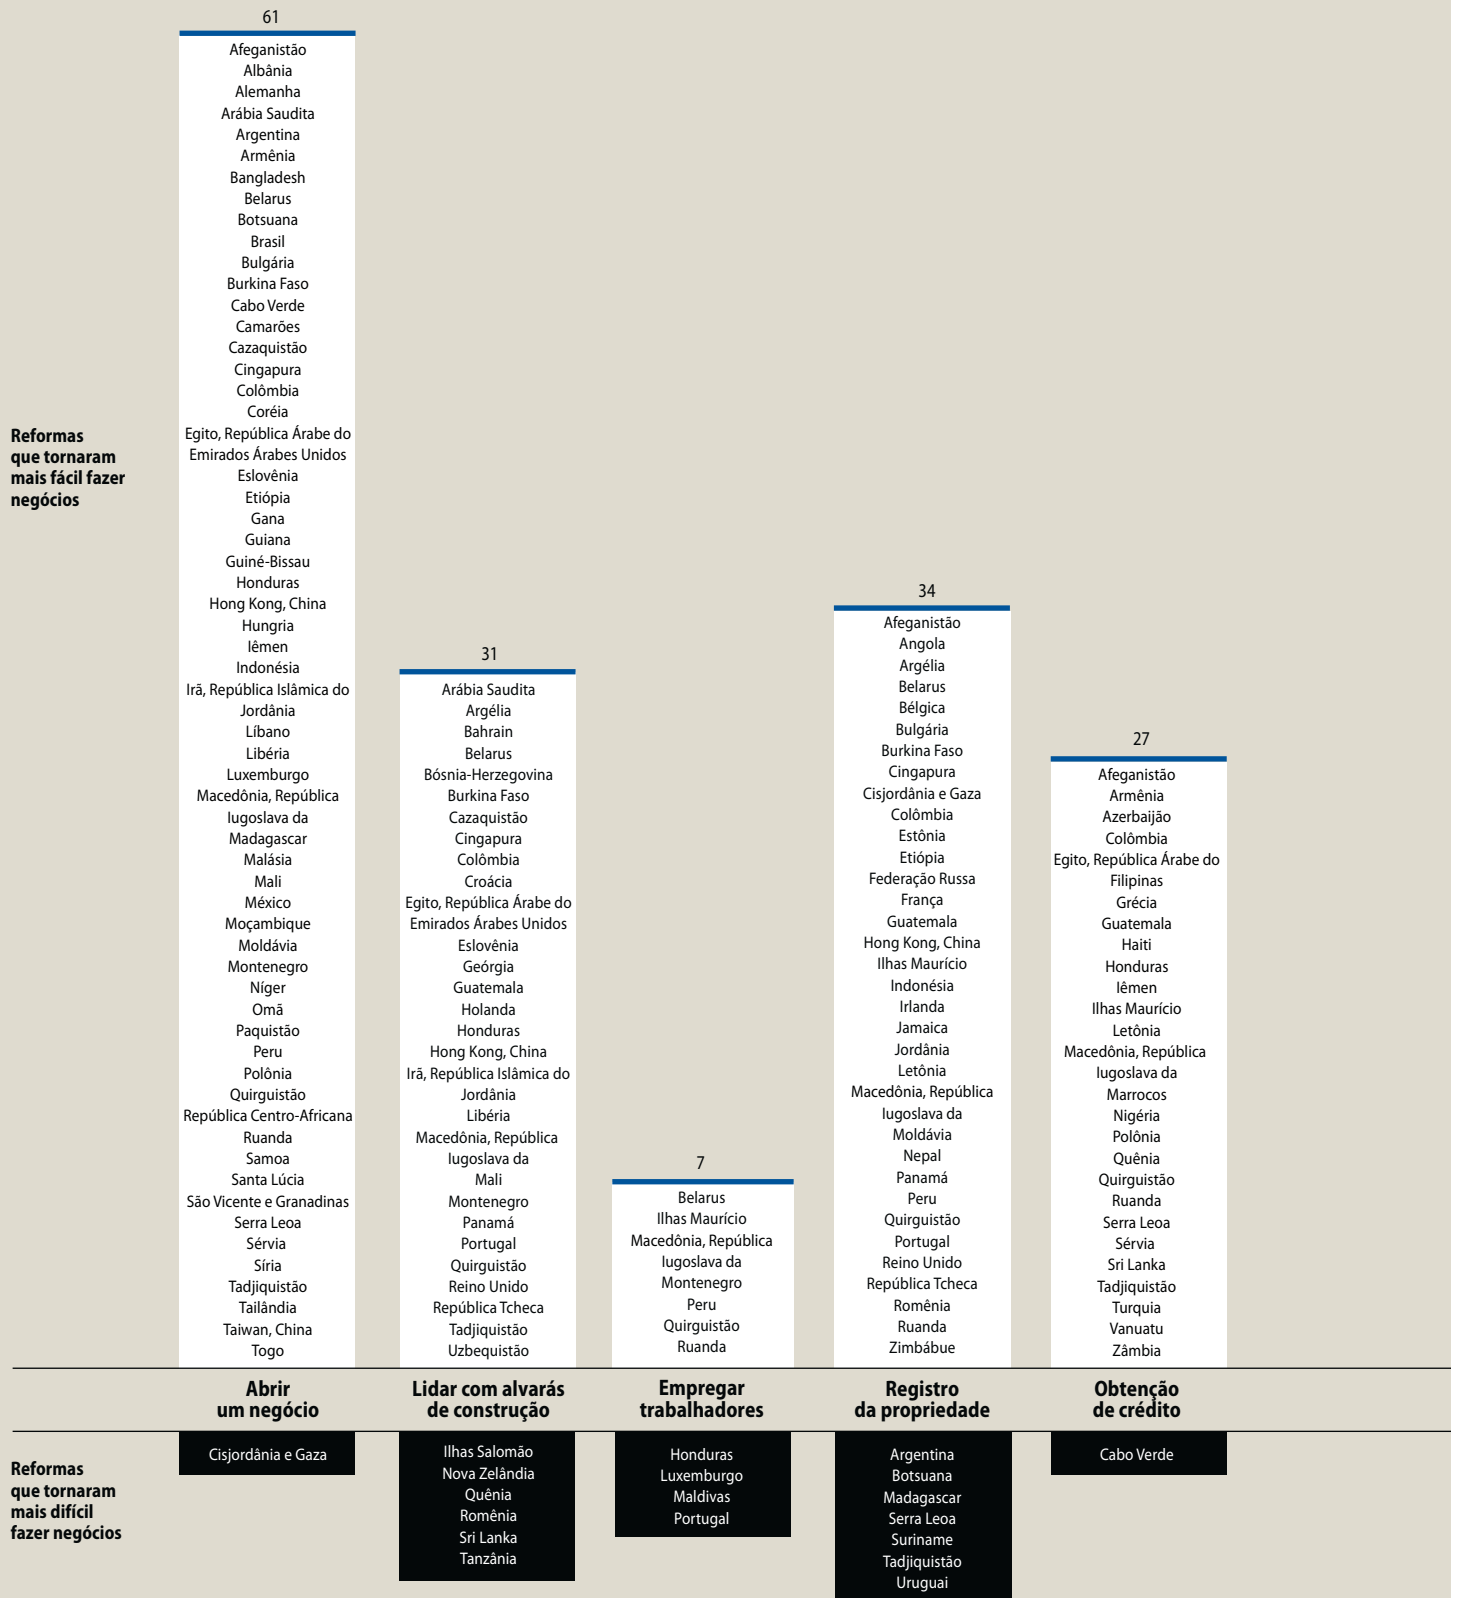 61
Afeganistão
Albânia
Alemanha
Arábia Saudita
Argentina
Armênia
Bangladesh
Belarus
Botsuana
Brasil
Bulgária
Burkina Faso
Cabo Verde
Camarões
Cazaquistão
Cingapura
Colômbia
Coréia
Egito, República Árabe do
Emirados Árabes Unidos
Eslovênia
Etiópia
Gana
Guiana
Guiné-Bissau
Honduras
Hong Kong, China
Hungria
Iêmen
Indonésia
Irã, República Islâmica do
Jordânia
Líbano
Libéria
Luxemburgo
Macedônia, República
Iugoslava da
Madagascar
Malásia
Mali
México
Moçambique
Moldávia
Montenegro
Níger
Omã
Paquistão
Peru
Polônia
Quirguistão
República Centro-Africana
Ruanda
Samoa
Santa Lúcia
São Vicente e Granadinas
Serra Leoa
Sérvia
Síria
Tadjiquistão
Tailândia
Taiwan, China
Togo
Reformas
que tornaram
mais fácil fazer
negócios
31
Arábia Saudita
Argélia
Bahrain
Belarus
Bósnia-Herzegovina
Burkina Faso
Cazaquistão
Cingapura
Colômbia
Croácia
Egito, República Árabe do
Emirados Árabes Unidos
Eslovênia
Geórgia
Guatemala
Holanda
Honduras
Hong Kong, China
Irã, República Islâmica do
Jordânia
Libéria
Macedônia, República
Iugoslava da
Mali
Montenegro
Panamá
Portugal
Quirguistão
Reino Unido
República Tcheca
Tadjiquistão
Uzbequistão
7
Belarus
Ilhas Maurício
Macedônia, República
Iugoslava da
Montenegro
Peru
Quirguistão
Ruanda
34
Afeganistão
Angola
Argélia
Belarus
Bélgica
Bulgária
Burkina Faso
Cingapura
Cisjordânia e Gaza
Colômbia
Estônia
Etiópia
Federação Russa
França
Guatemala
Hong Kong, China
Ilhas Maurício
Indonésia
Irlanda
Jamaica
Jordânia
Letônia
Macedônia, República
Iugoslava da
Moldávia
Nepal
Panamá
Peru
Quirguistão
Portugal
Reino Unido
República Tcheca
Romênia
Ruanda
Zimbábue
27
Afeganistão
Armênia
Azerbaijão
Colômbia
Egito, República Árabe do
Filipinas
Grécia
Guatemala
Haiti
Honduras
Iêmen
Ilhas Maurício
Letônia
Macedônia, República
Iugoslava da
Marrocos
Nigéria
Polônia
Quênia
Quirguistão
Ruanda
Serra Leoa
Sérvia
Sri Lanka
Tadjiquistão
Turquia
Vanuatu
Zâmbia
Abrir
um negócio
Lidar com alvarás
de construção
Empregar
trabalhadores
Registro
da propriedade
Obtenção
de crédito
Reformas
que tornaram
mais difícil
fazer negócios
Cisjordânia e Gaza
Ilhas Salomão
Nova Zelândia
Quênia
Romênia
Sri Lanka
Tanzânia
Honduras
Luxemburgo
Maldivas
Portugal
Argentina
Botsuana
Madagascar
Serra Leoa
Suriname
Tadjiquistão
Uruguai
Cabo Verde